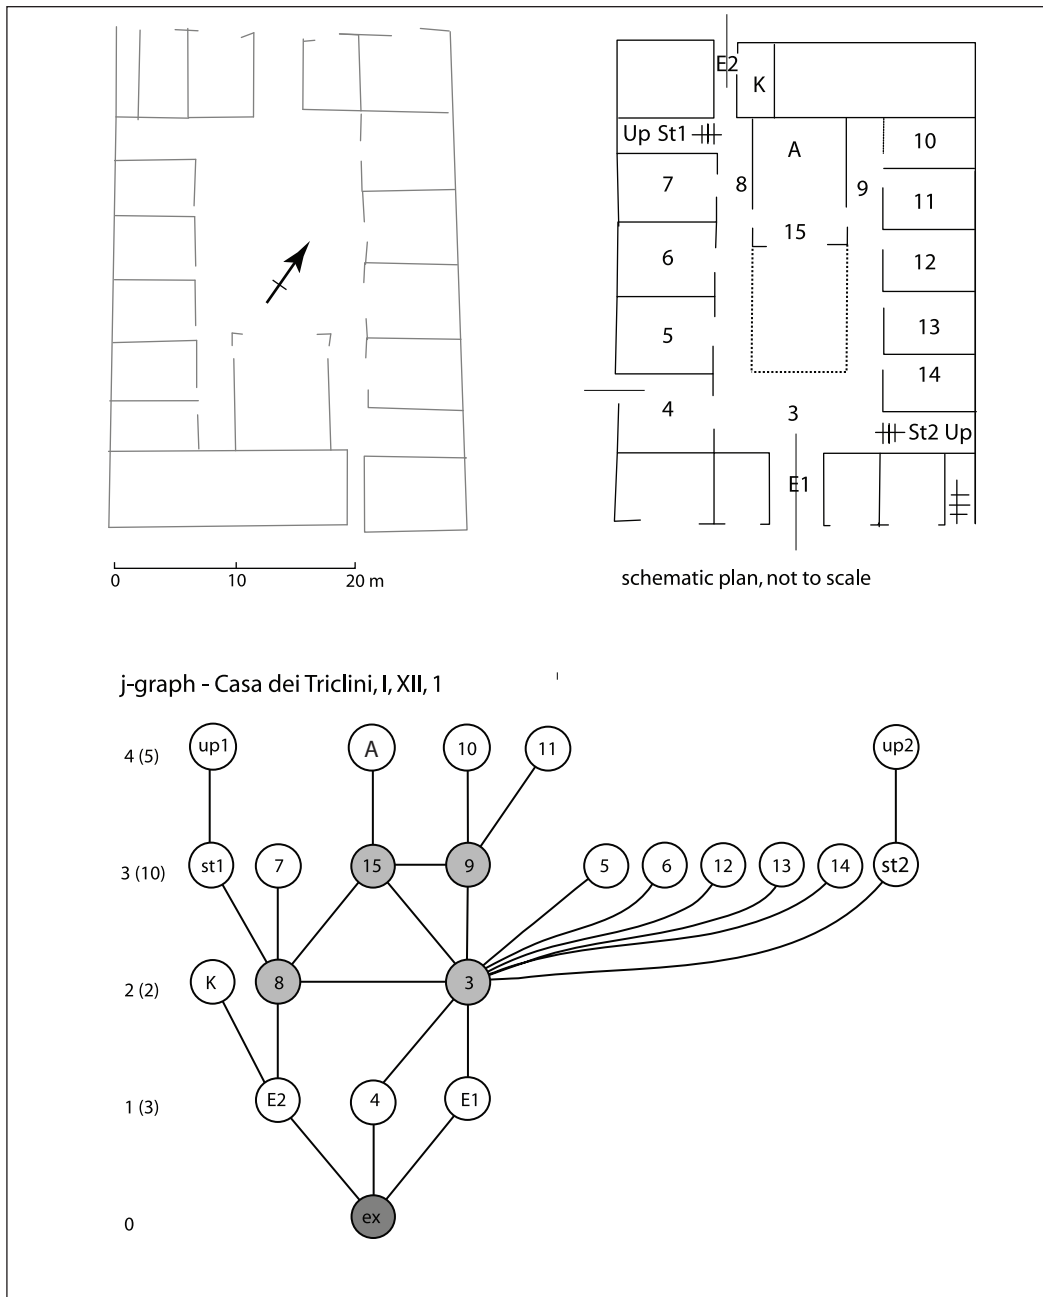 0 10 20 m
E2
K
Up St1
A
10
7 8 9
11
15
6 12
5 13
14
4 3
St2 Up
E1
schematic plan, not to scale
j-graph - Casa dei Triclini, I, XII, 1
4 (5) up1 A 10 11 up2
3 (10) st1 7 15 9 5 6 12 13 14 st2
2 (2) K 8 3
1 (3) E2 4 E1
0 ex